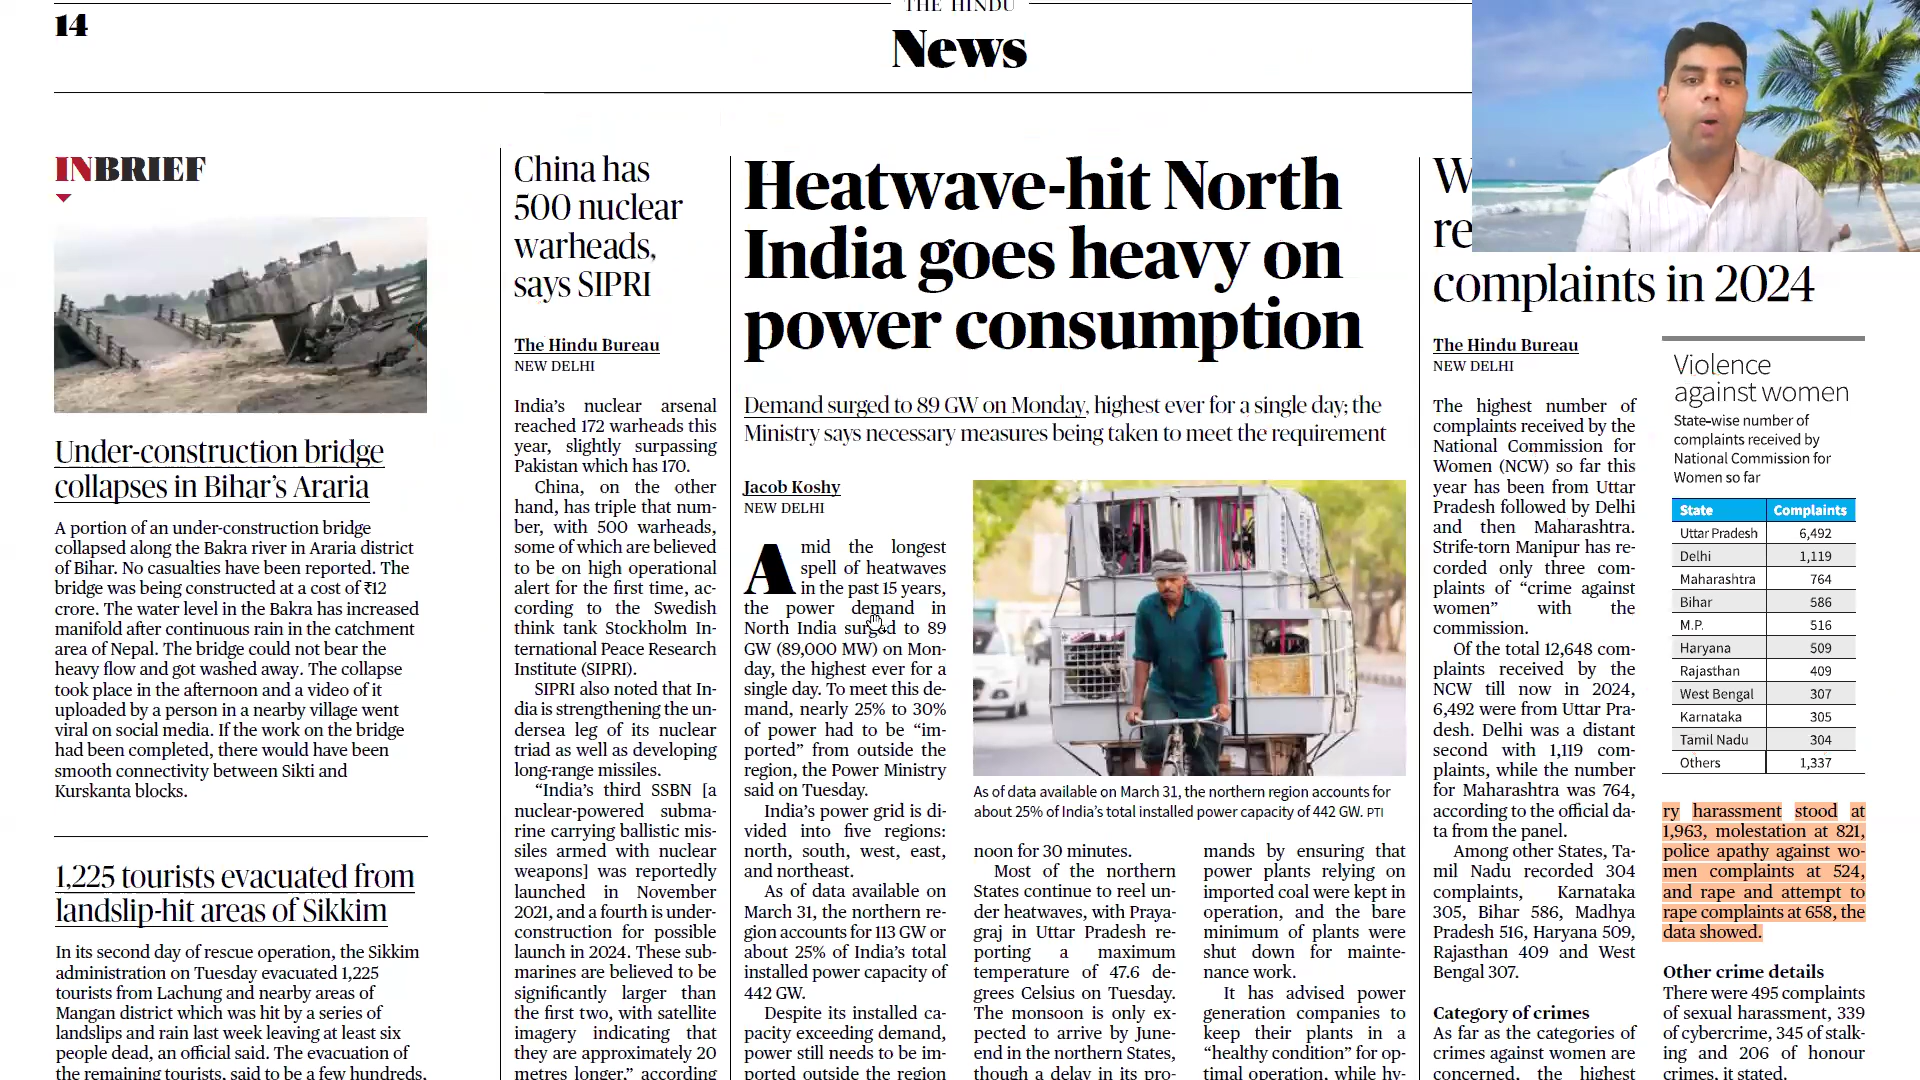 14
THE HINDU
News
INBRIEF
Under-construction bridge
collapses in Bihar’s Araria
A portion of an under-construction bridge
collapsed along the Bakra river in Araria district
of Bihar. No casualties have been reported. The
bridge was being constructed at a cost of ₹12
crore. The water level in the Bakra has increased
manifold after continuous rain in the catchment
area of Nepal. The bridge could not bear the
heavy flow and got washed away. The collapse
took place in the afternoon and a video of it
uploaded by a person in a nearby village went
viral on social media. If the work on the bridge
had been completed, there would have been
smooth connectivity between Sikti and
Kurskanta blocks.
1,225 tourists evacuated from
landslip-hit areas of Sikkim
In its second day of rescue operation, the Sikkim
administration on Tuesday evacuated 1,225
tourists from Lachung and nearby areas of
Mangan district which was hit by a series of
landslips and rain last week leaving at least six
people dead, an official said. The evacuation of
the remaining tourists, said to be a few hundreds,
China has
500 nuclear
warheads,
says SIPRI
The Hindu Bureau
NEW DELHI
India’s nuclear arsenal
reached 172 warheads this
year, slightly surpassing
Pakistan which has 170.
China, on the other
hand, has triple that num-
ber, with 500 warheads,
some of which are believed
to be on high operational
alert for the first time, ac-
cording to the Swedish
think tank Stockholm In-
ternational Peace Research
Institute (SIPRI).
SIPRI also noted that In-
dia is strengthening the un-
dersea leg of its nuclear
triad as well as developing
long-range missiles.
“India’s third SSBN [a
nuclear-powered subma-
rine carrying ballistic mis-
siles armed with nuclear
weapons] was reportedly
launched in November
2021, and a fourth is under-
construction for possible
launch in 2024. These sub-
marines are believed to be
significantly larger than
the first two, with satellite
imagery indicating that
they are approximately 20
metres longer,” according
Heatwave-hit North
India goes heavy on
power consumption
Demand surged to 89 GW on Monday, highest ever for a single day; the
Ministry says necessary measures being taken to meet the requirement
Jacob Koshy
NEW DELHI
Amid the longest
spell of heatwaves
in the past 15 years,
the power demand in
North India surged to 89
GW (89,000 MW) on Mon-
day, the highest ever for a
single day. To meet this de-
mand, nearly 25% to 30%
of power had to be “im-
ported” from outside the
region, the Power Ministry
said on Tuesday.
India’s power grid is di-
vided into five regions:
north, south, west, east,
and northeast.
As of data available on
March 31, the northern re-
gion accounts for 113 GW or
about 25% of India’s total
installed power capacity of
442 GW.
Despite its installed ca-
pacity exceeding demand,
power still needs to be im-
ported outside the region
As of data available on March 31, the northern region accounts for
about 25% of India’s total installed power capacity of 442 GW. PTI
noon for 30 minutes.
Most of the northern
States continue to reel un-
der heatwaves, with Praya-
graj in Uttar Pradesh re-
porting a maximum
temperature of 47.6 de-
grees Celsius on Tuesday.
The monsoon is only ex-
pected to arrive by June-
end in the northern States,
though a delay in its pro-
mands by ensuring that
power plants relying on
imported coal were kept in
operation, and the bare
minimum of plants were
shut down for mainte-
nance work.
It has advised power
generation companies to
keep their plants in a
“healthy condition” for op-
timal operation, while hy-
W
re
complaints in 2024
The Hindu Bureau
NEW DELHI
The highest number of
complaints received by the
National Commission for
Women (NCW) so far this
year has been from Uttar
Pradesh followed by Delhi
and then Maharashtra.
Strife-torn Manipur has re-
corded only three com-
plaints of “crime against
women” with the
commission.
Of the total 12,648 com-
plaints received by the
NCW till now in 2024,
6,492 were from Uttar Pra-
desh. Delhi was a distant
second with 1,119 com-
plaints, while the number
for Maharashtra was 764,
according to the official da-
ta from the panel.
Among other States, Ta-
mil Nadu recorded 304
complaints, Karnataka
305, Bihar 586, Madhya
Pradesh 516, Haryana 509,
Rajasthan 409 and West
Bengal 307.
Category of crimes
As far as the categories of
crimes against women are
concerned, the highest
Violence
against women
State-wise number of
complaints received by
National Commission for
Women so far
State Complaints
Uttar Pradesh 6,492
Delhi 1,119
Maharashtra 764
Bihar 586
M.P. 516
Haryana 509
Rajasthan 409
West Bengal 307
Karnataka 305
Tamil Nadu 304
Others 1,337
ry harassment stood at
1,963, molestation at 821,
police apathy against wo-
men complaints at 524,
and rape and attempt to
rape complaints at 658, the
data showed.
Other crime details
There were 495 complaints
of sexual harassment, 339
of cybercrime, 345 of stalk-
ing and 206 of honour
crimes, it stated.